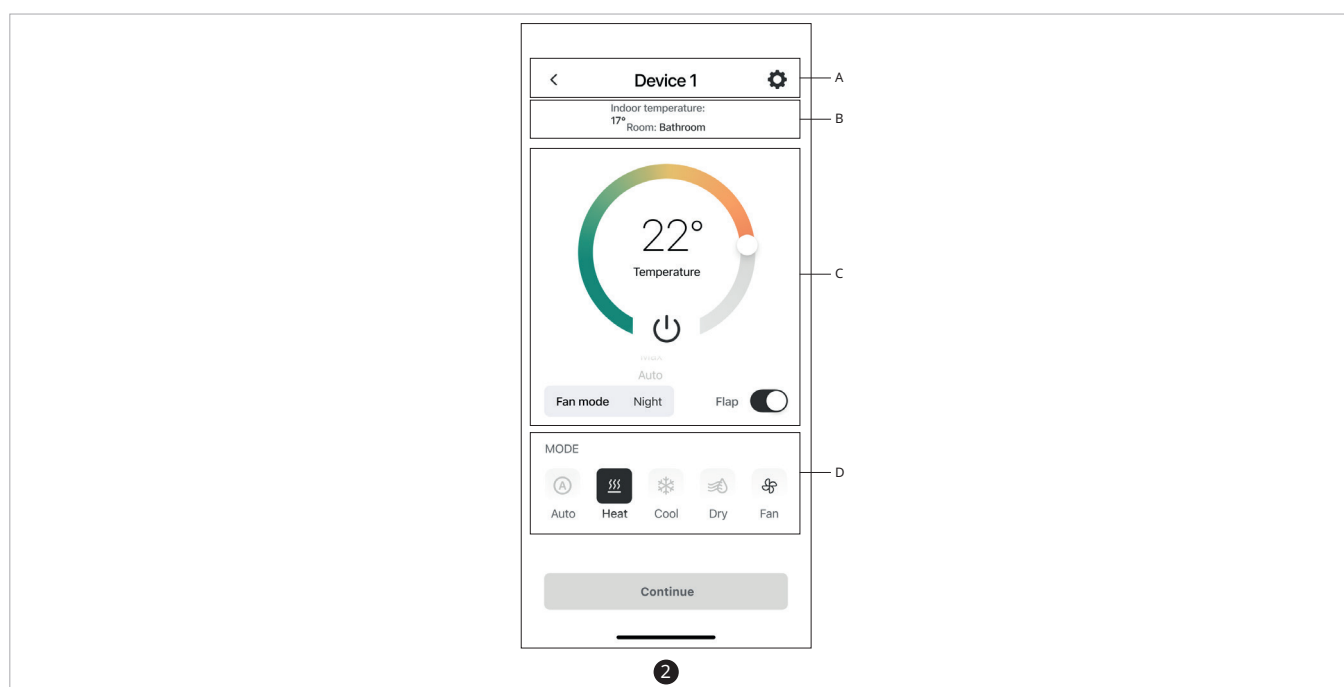 Device 1
A
Indoor temperature:
17°
Room: Bathroom
B
22°
Temperature
C
Auto
Fan mode Night Flap
MODE
D
A
Auto Heat Cool Dry Fan
Continue
2